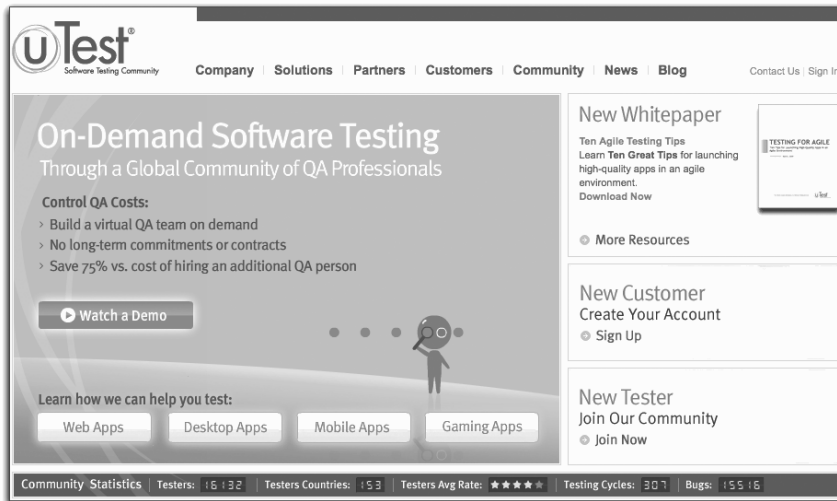 uTest®
Software Testing Community
Company | Solutions | Partners | Customers | Community | News | Blog
Contact Us | Sign In
On-Demand Software Testing
Through a Global Community of QA Professionals
Control QA Costs:
› Build a virtual QA team on demand
› No long-term commitments or contracts
› Save 75% vs. cost of hiring an additional QA person
Watch a Demo
Learn how we can help you test:
Web Apps
Desktop Apps
Mobile Apps
Gaming Apps
New Whitepaper
Ten Agile Testing Tips
Learn Ten Great Tips for launching
high-quality apps in an agile
environment.
Download Now
TESTING FOR AGILE
uTest
More Resources
New Customer
Create Your Account
Sign Up
New Tester
Join Our Community
Join Now
Community Statistics | Testers: 16132 | Testers Countries: 153 | Testers Avg Rate: ★★★★★ | Testing Cycles: 307 | Bugs: 15516